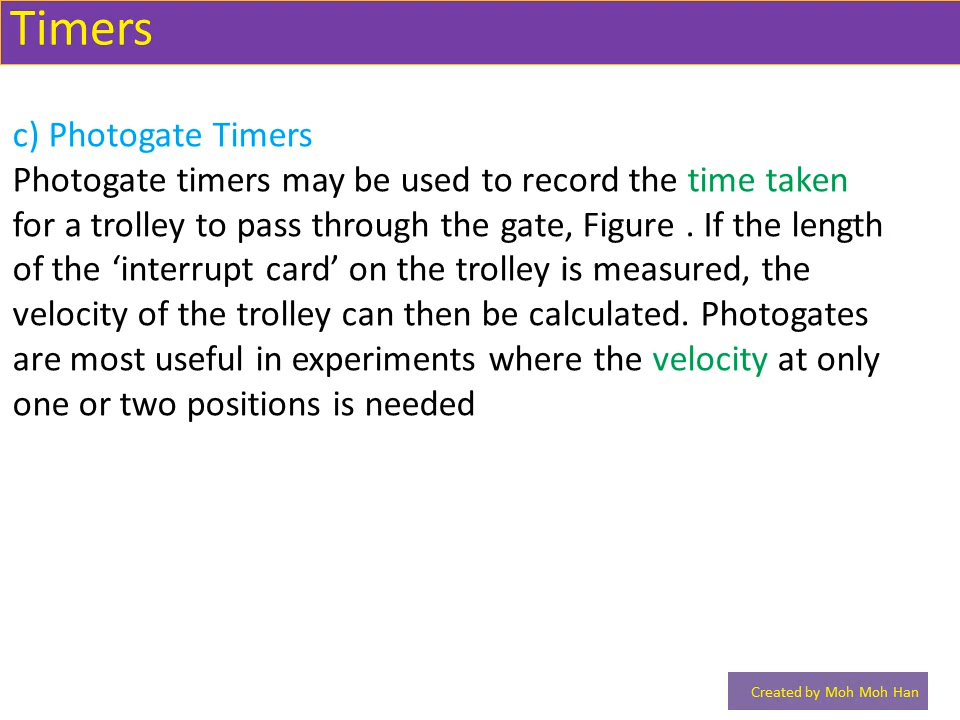 Timers
c) Photogate Timers
Photogate timers may be used to record the time taken
for a trolley to pass through the gate, Figure . If the length
of the ‘interrupt card’ on the trolley is measured, the
velocity of the trolley can then be calculated. Photogates
are most useful in experiments where the velocity at only
one or two positions is needed
Created by Moh Moh Han